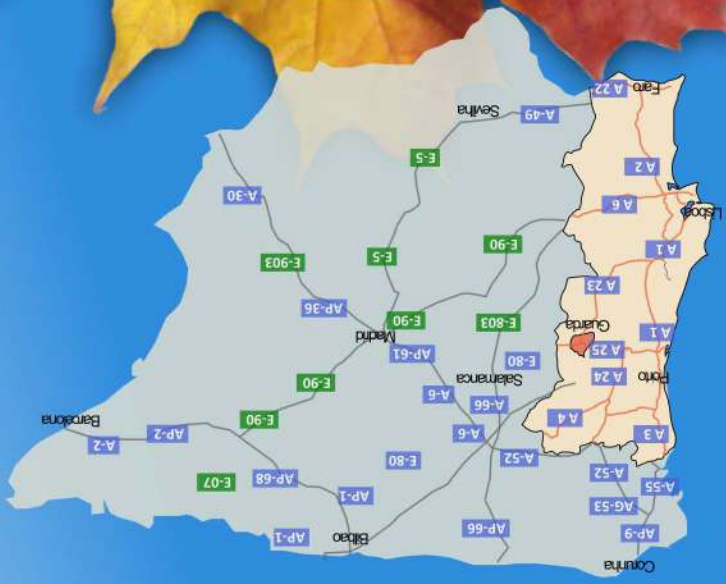 Corunha
AP-9
Bilbao
AP-1
AP-66
AG-53
AP-1
A-55
E-07
AP-68
A-52
A-52
E-80
A-2
A 3
A-6
AP-2
Barcelona
A 4
E-90
A-66
A-6
E-90
Porto
A 24
Salamanca
E-80
AP-61
A 25
Madrid
A 1
Guarda
E-803
E-90
AP-36
A 23
E-903
E-5
A 1
E-90
Lisboa
A 6
A-30
A 2
E-5
A-49
Sevilha
Faro
A 22